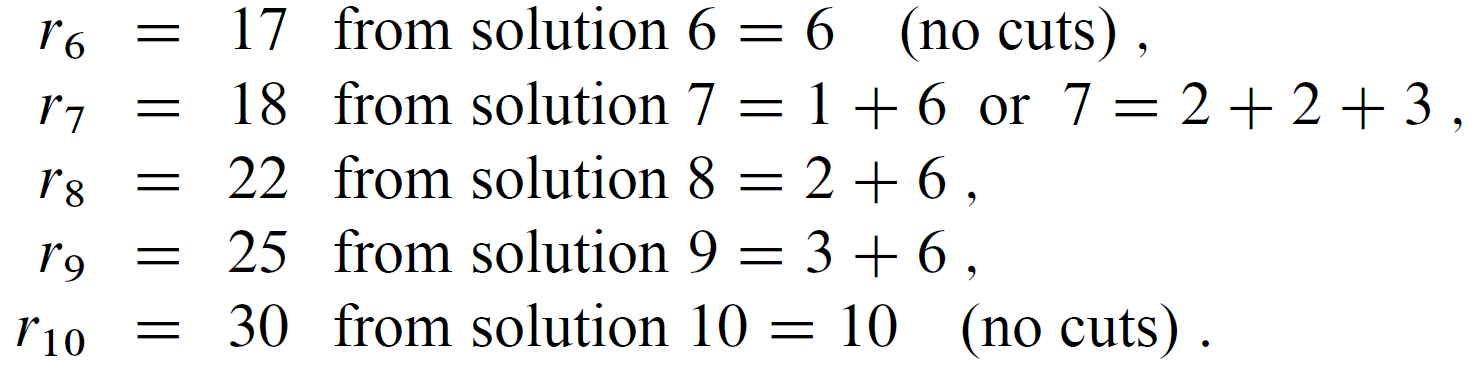 r₆ = 17 from solution 6 = 6 (no cuts) ,
r₇ = 18 from solution 7 = 1 + 6 or 7 = 2 + 2 + 3 ,
r₈ = 22 from solution 8 = 2 + 6 ,
r₉ = 25 from solution 9 = 3 + 6 ,
r₁₀ = 30 from solution 10 = 10 (no cuts) .